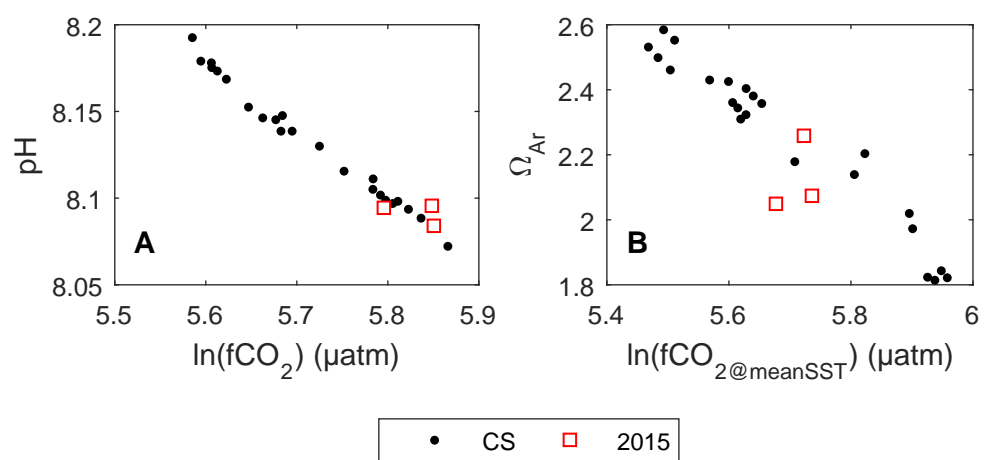 8.2
8.15
8.1
8.05
pH
A
5.5 5.6 5.7 5.8 5.9
ln(fCO2) (µatm)
2.6
2.4
2.2
2
1.8
ΩAr
B
5.4 5.6 5.8 6
ln(fCO2@meanSST) (µatm)
CS 2015